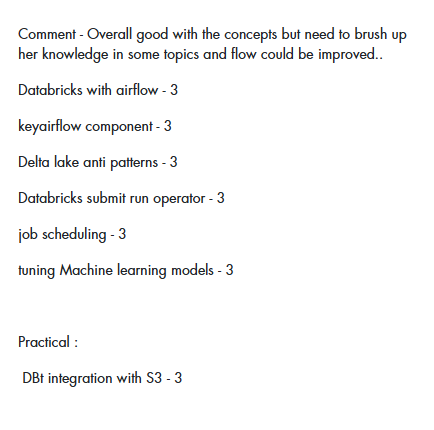 Comment - Overall good with the concepts but need to brush up
her knowledge in some topics and flow could be improved..
Databricks with airflow - 3
keyairflow component - 3
Delta lake anti patterns - 3
Databricks submit run operator - 3
job scheduling - 3
tuning Machine learning models - 3
Practical :
DBt integration with S3 - 3